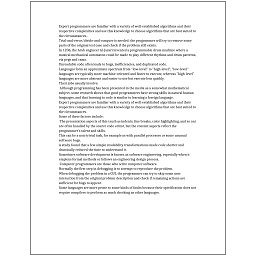 Expert programmers are familiar with a variety of well-established algorithms and their
respective complexities and use this knowledge to choose algorithms that are best suited to
the circumstances.
Trial-and-error/divide-and-conquer is needed: the programmer will try to remove some
parts of the original test case and check if the problem still exists.
In 1206, the Arab engineer Al-Jazari invented a programmable drum machine where a
musical mechanical automaton could be made to play different rhythms and drum patterns,
via pegs and cams.
Unreadable code often leads to bugs, inefficiencies, and duplicated code.
Languages form an approximate spectrum from "low-level" to "high-level"; "low-level"
languages are typically more machine-oriented and faster to execute, whereas "high-level"
languages are more abstract and easier to use but execute less quickly.
Their jobs usually involve:
Although programming has been presented in the media as a somewhat mathematical
subject, some research shows that good programmers have strong skills in natural human
languages, and that learning to code is similar to learning a foreign language.
Expert programmers are familiar with a variety of well-established algorithms and their
respective complexities and use this knowledge to choose algorithms that are best suited to
the circumstances.
Some of these factors include:
The presentation aspects of this (such as indents, line breaks, color highlighting, and so on)
are often handled by the source code editor, but the content aspects reflect the
programmer's talent and skills.
This can be a non-trivial task, for example as with parallel processes or some unusual
software bugs.
A study found that a few simple readability transformations made code shorter and
drastically reduced the time to understand it.
Sometimes software development is known as software engineering, especially when it
employs formal methods or follows an engineering design process.
Computer programmers are those who write computer software.
Normally the first step in debugging is to attempt to reproduce the problem.
When debugging the problem in a GUI, the programmer can try to skip some user
interaction from the original problem description and check if remaining actions are
sufficient for bugs to appear.
Some languages are more prone to some kinds of faults because their specification does not
require compilers to perform as much checking as other languages.